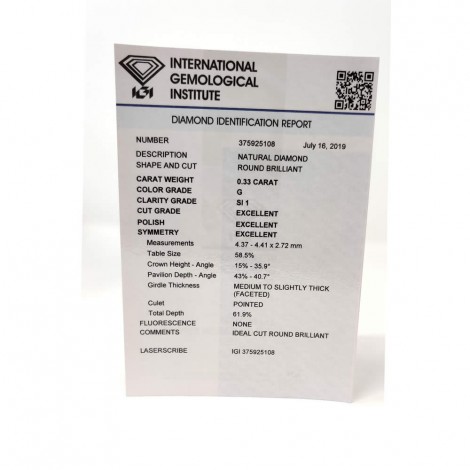 IGI
INTERNATIONAL
GEMOLOGICAL
INSTITUTE
DIAMOND IDENTIFICATION REPORT
NUMBER 375925108 July 16, 2019
DESCRIPTION NATURAL DIAMOND
SHAPE AND CUT ROUND BRILLIANT
CARAT WEIGHT 0.33 CARAT
COLOR GRADE G
CLARITY GRADE SI 1
CUT GRADE EXCELLENT
POLISH EXCELLENT
SYMMETRY EXCELLENT
Measurements 4.37 - 4.41 x 2.72 mm
Table Size 58.5%
Crown Height - Angle 15% - 35.9°
Pavilion Depth - Angle 43% - 40.7°
Girdle Thickness MEDIUM TO SLIGHTLY THICK
(FACETED)
Culet POINTED
Total Depth 61.9%
FLUORESCENCE NONE
COMMENTS IDEAL CUT ROUND BRILLIANT
LASERSCRIBE IGI 375925108